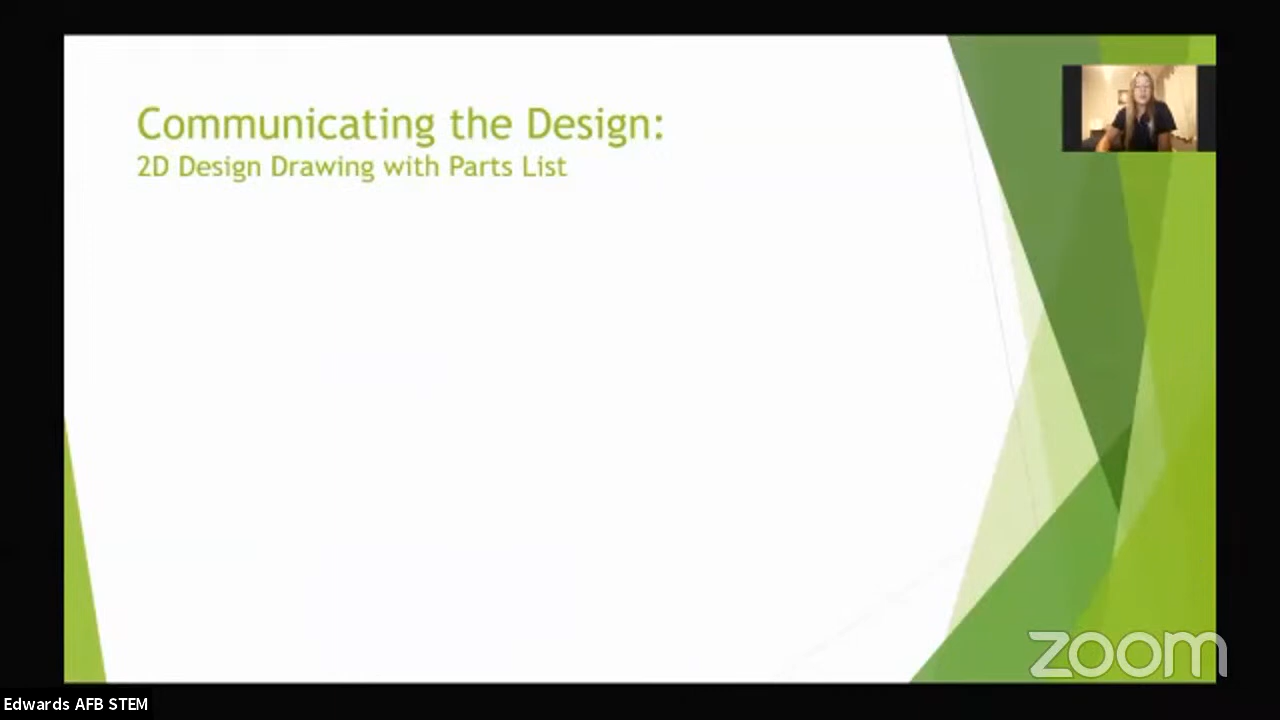 Communicating the Design:
2D Design Drawing with Parts List
zoom
Edwards AFB STEM